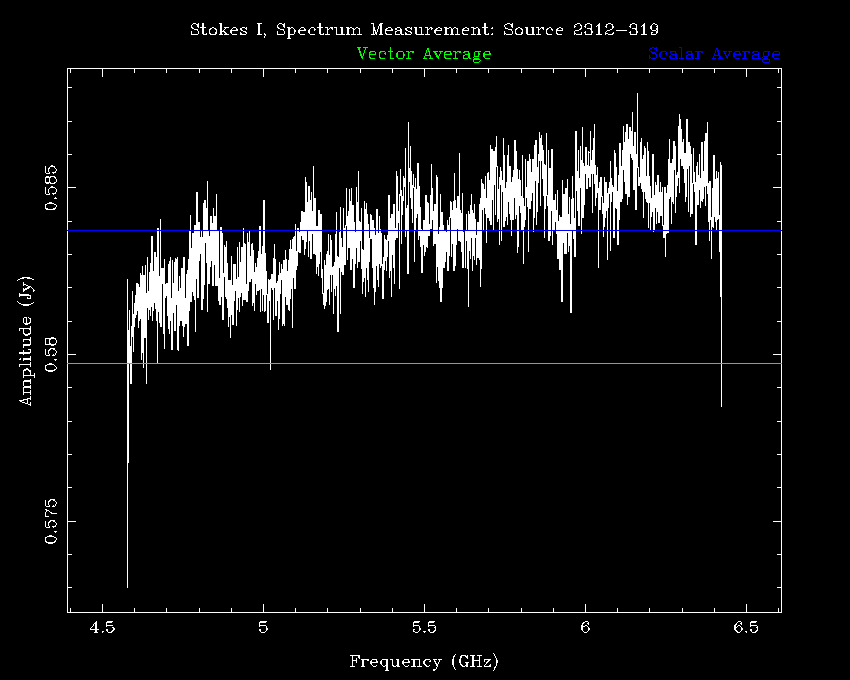 Stokes I, Spectrum Measurement: Source 2312-319
Vector Average Scalar Average
0.585
0.58
0.575
Amplitude (Jy)
4.5 5 5.5 6 6.5
Frequency (GHz)